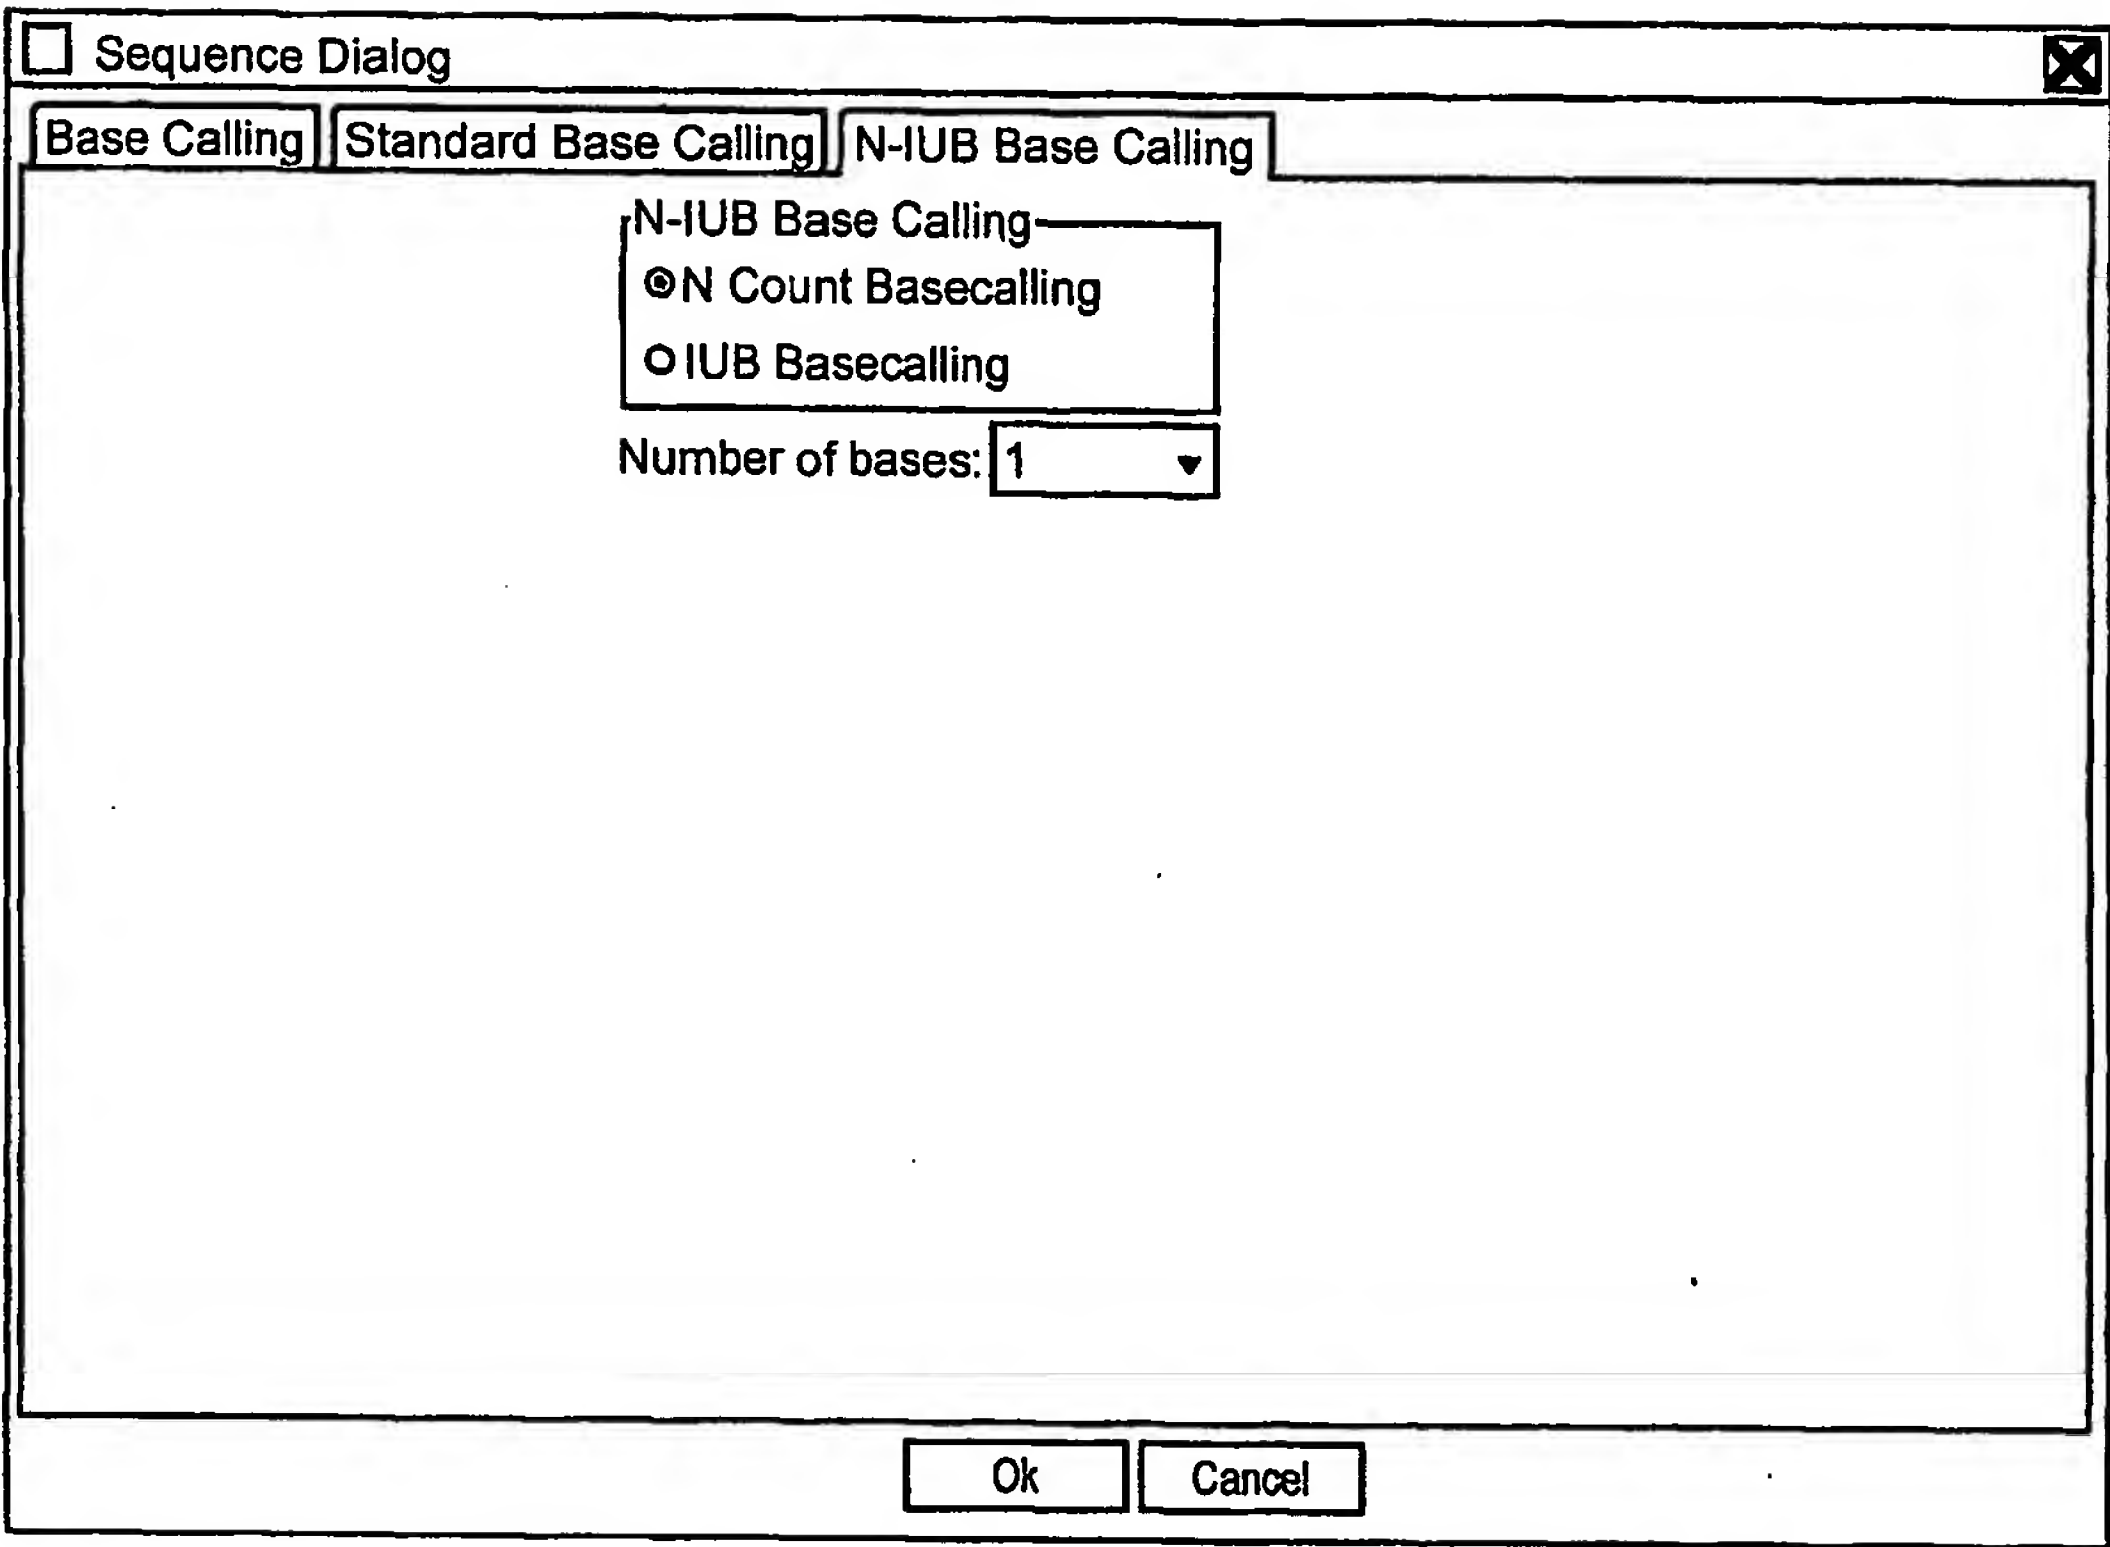 Sequence Dialog
Base Calling Standard Base Calling N-IUB Base Calling
N-IUB Base Calling
N Count Basecalling
IUB Basecalling
Number of bases: 1
Ok Cancel